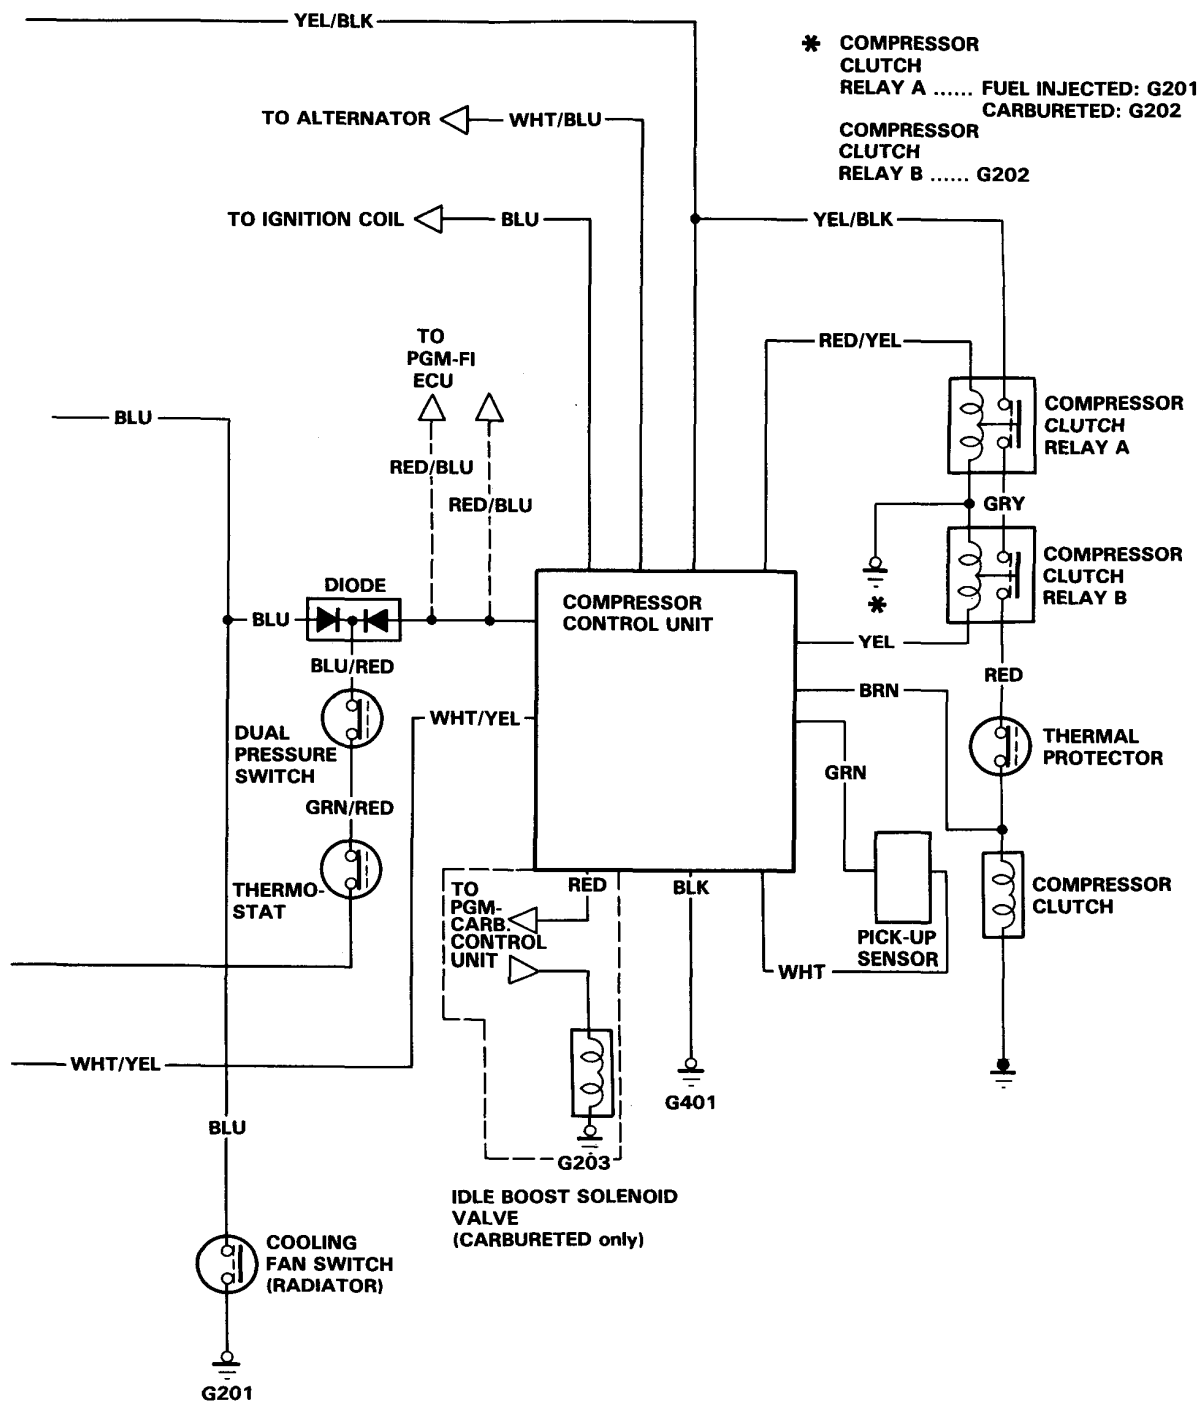 YEL/BLK
* COMPRESSOR
CLUTCH
RELAY A ...... FUEL INJECTED: G201
CARBURETED: G202
COMPRESSOR
CLUTCH
RELAY B ...... G202
TO ALTERNATOR
WHT/BLU
TO IGNITION COIL
BLU
YEL/BLK
TO
PGM-FI
ECU
RED/YEL
BLU
RED/BLU
RED/BLU
COMPRESSOR
CLUTCH
RELAY A
GRY
COMPRESSOR
CLUTCH
RELAY B
*
DIODE
BLU
COMPRESSOR
CONTROL UNIT
YEL
BLU/RED
RED
BRN
WHT/YEL
DUAL
PRESSURE
SWITCH
THERMAL
PROTECTOR
GRN
GRN/RED
THERMO-
STAT
TO
PGM-
CARB.
CONTROL
UNIT
RED
BLK
COMPRESSOR
CLUTCH
PICK-UP
SENSOR
WHT
WHT/YEL
G401
BLU
G203
IDLE BOOST SOLENOID
VALVE
(CARBURETED only)
COOLING
FAN SWITCH
(RADIATOR)
G201